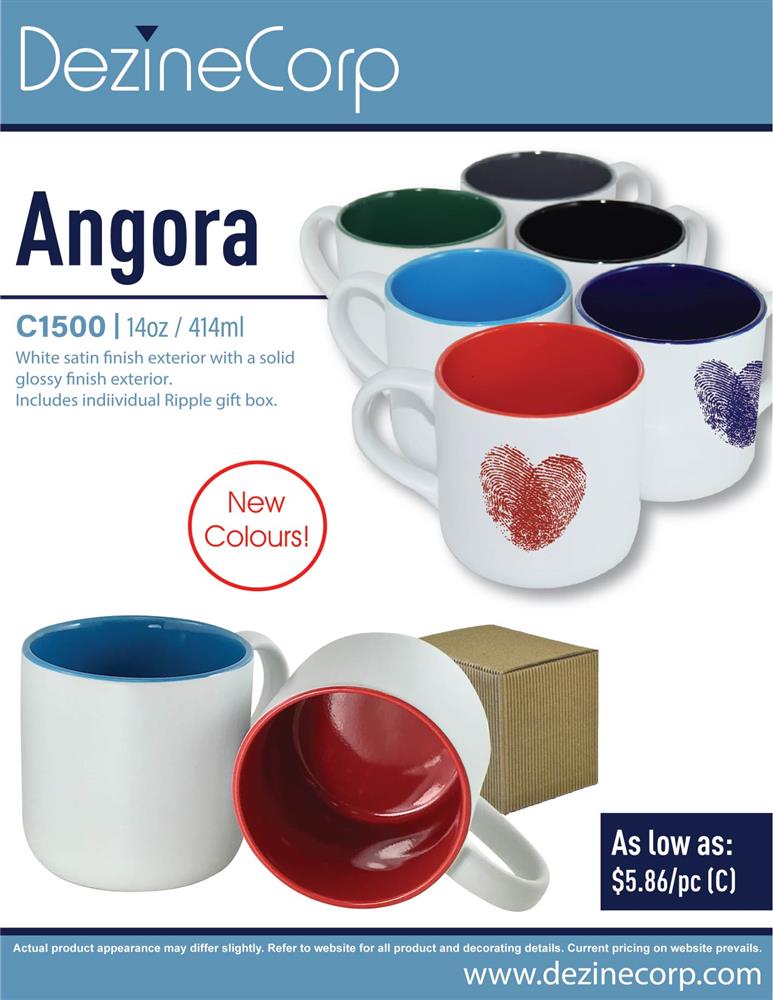 DezineCorp
Angora
C1500 | 14oz / 414ml
White satin finish exterior with a solid
glossy finish exterior.
Includes indiividual Ripple gift box.
New
Colours!
As low as:
$5.86/pc (C)
Actual product appearance may differ slightly. Refer to website for all product and decorating details. Current pricing on website prevails.
www.dezinecorp.com